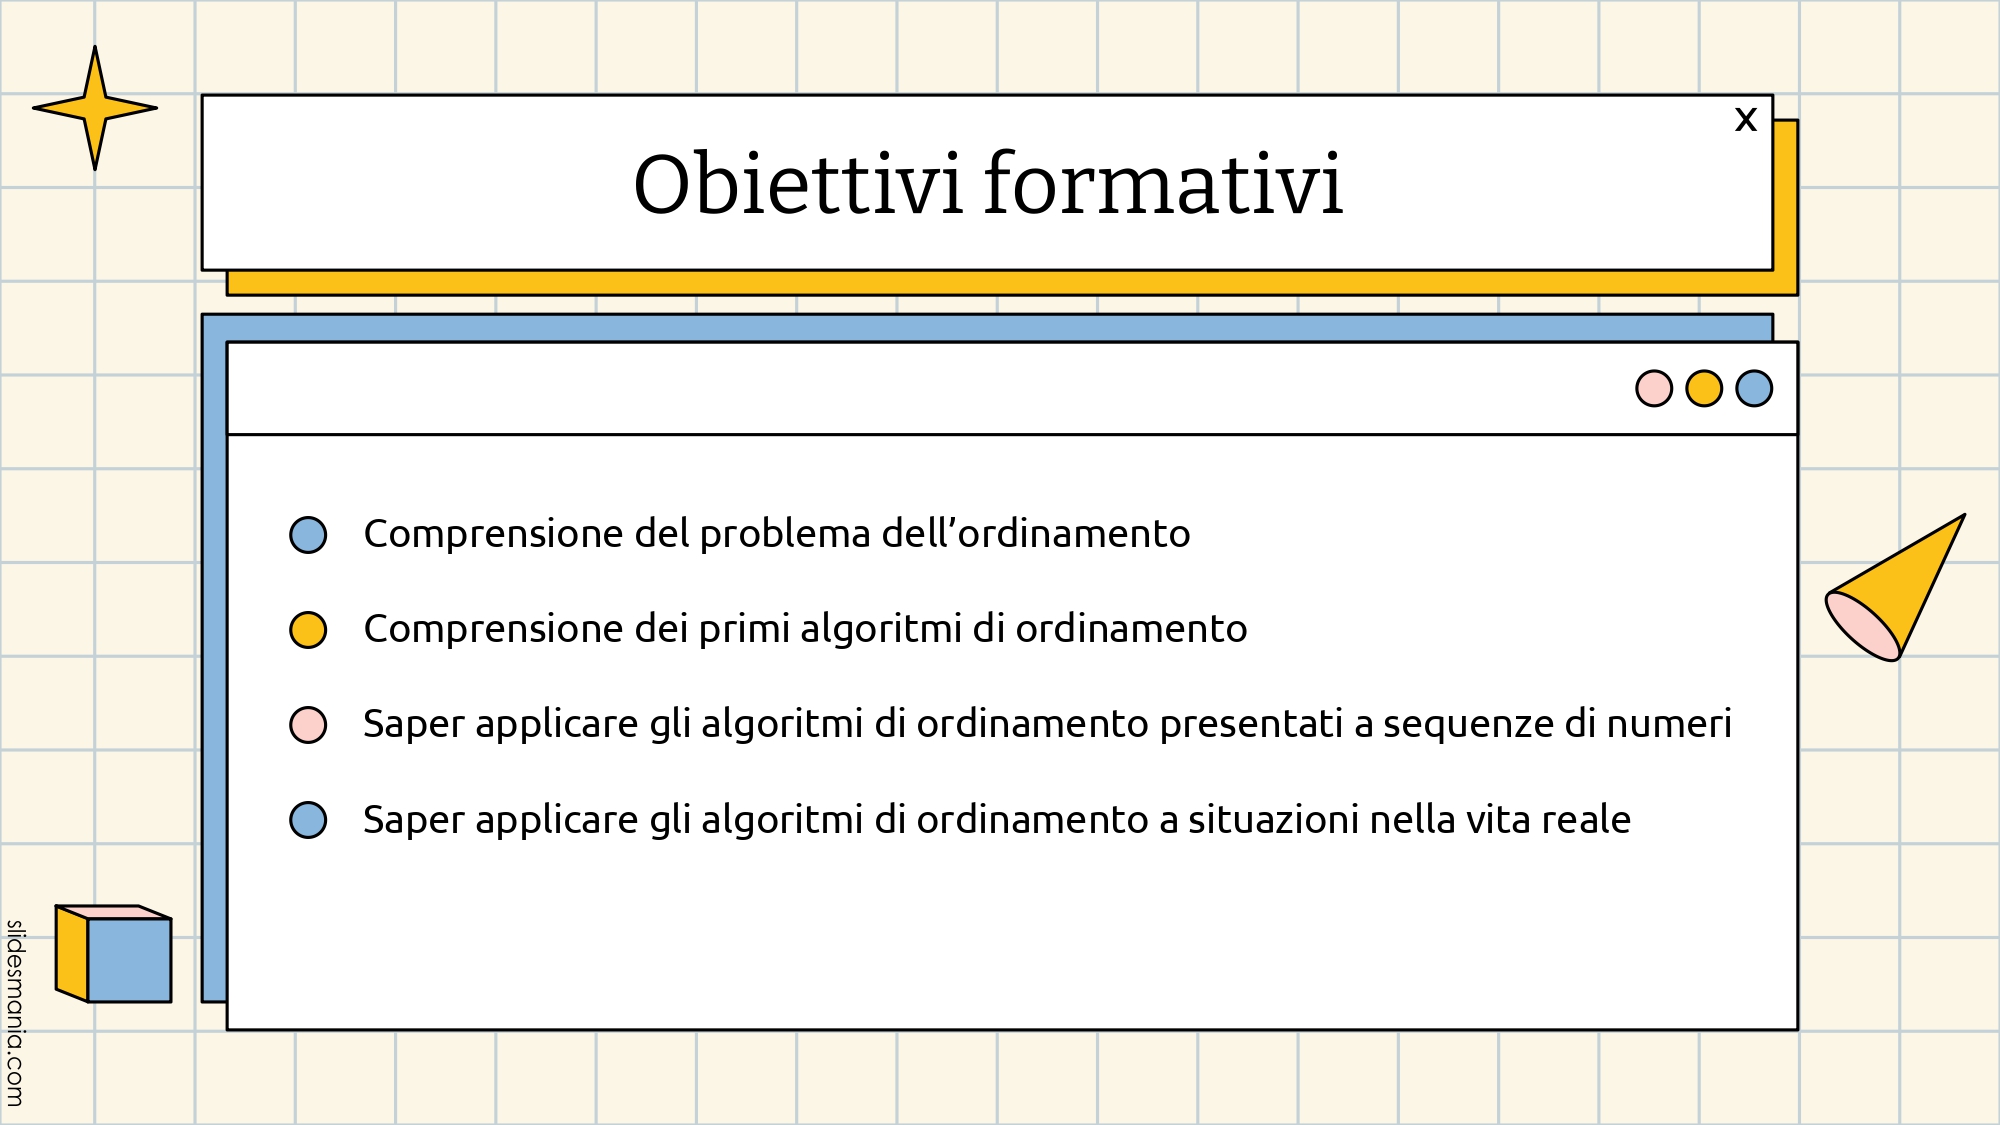 x
Obiettivi formativi
Comprensione del problema dell’ordinamento
Comprensione dei primi algoritmi di ordinamento
Saper applicare gli algoritmi di ordinamento presentati a sequenze di numeri
Saper applicare gli algoritmi di ordinamento a situazioni nella vita reale
slidesmania.com